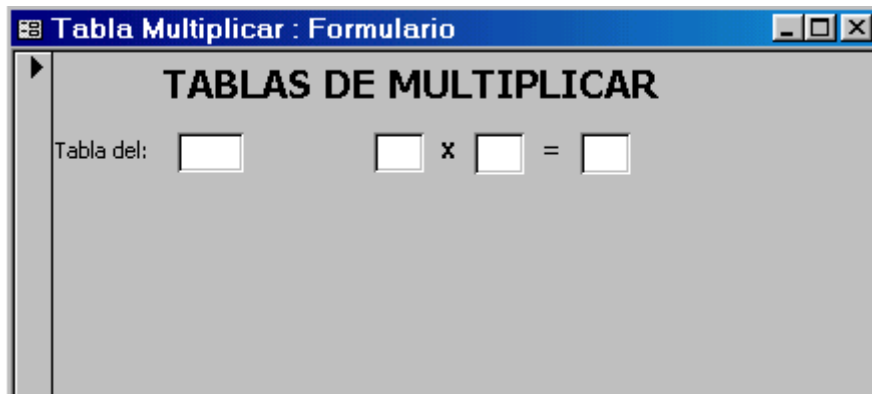 Tabla Multiplicar : Formulario
TABLAS DE MULTIPLICAR
Tabla del: x =